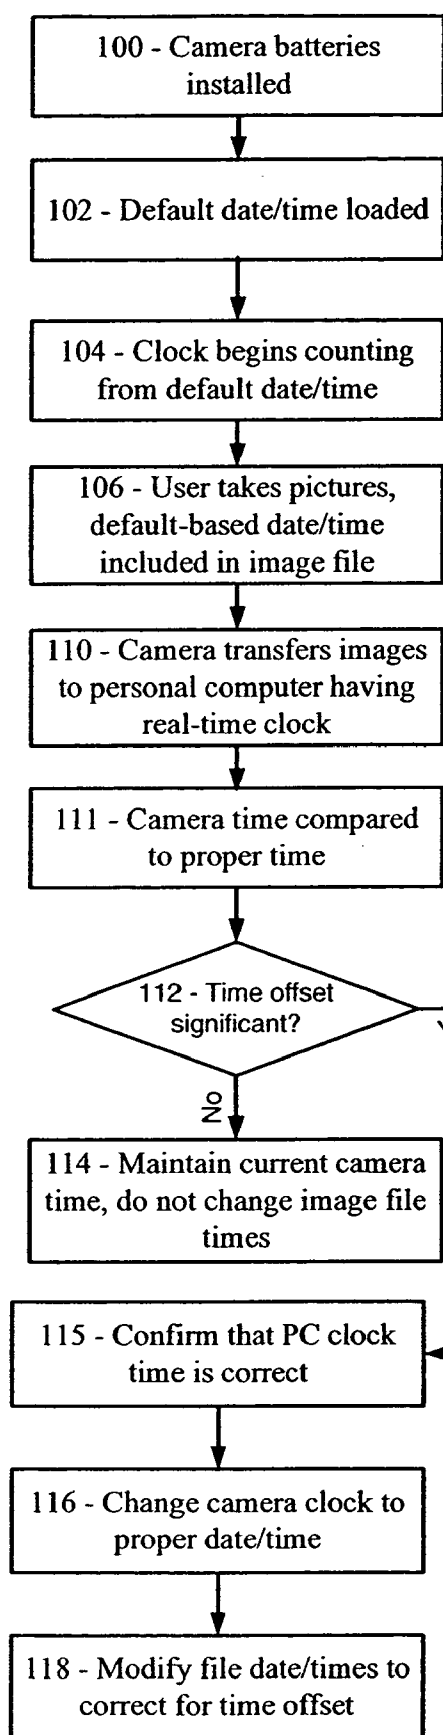 100 - Camera batteries
installed
102 - Default date/time loaded
104 - Clock begins counting
from default date/time
106 - User takes pictures,
default-based date/time
included in image file
110 - Camera transfers images
to personal computer having
real-time clock
111 - Camera time compared
to proper time
112 - Time offset
significant?
No
114 - Maintain current camera
time, do not change image file
times
115 - Confirm that PC clock
time is correct
116 - Change camera clock to
proper date/time
118 - Modify file date/times to
correct for time offset